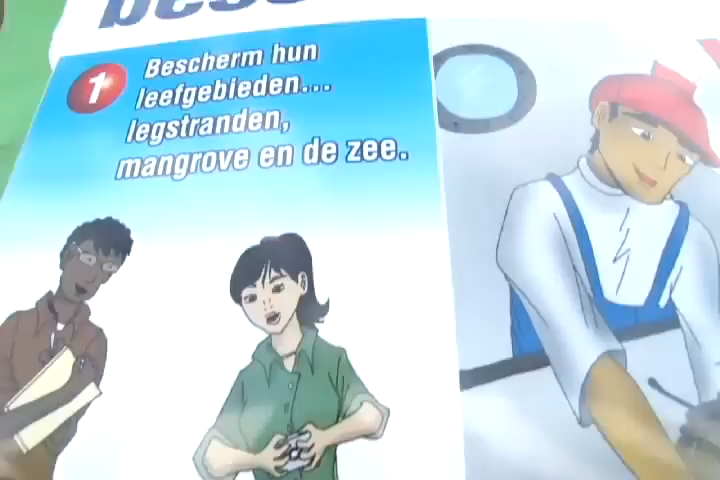 1
Bescherm hun
leefgebieden...
legstranden,
mangrove en de zee.